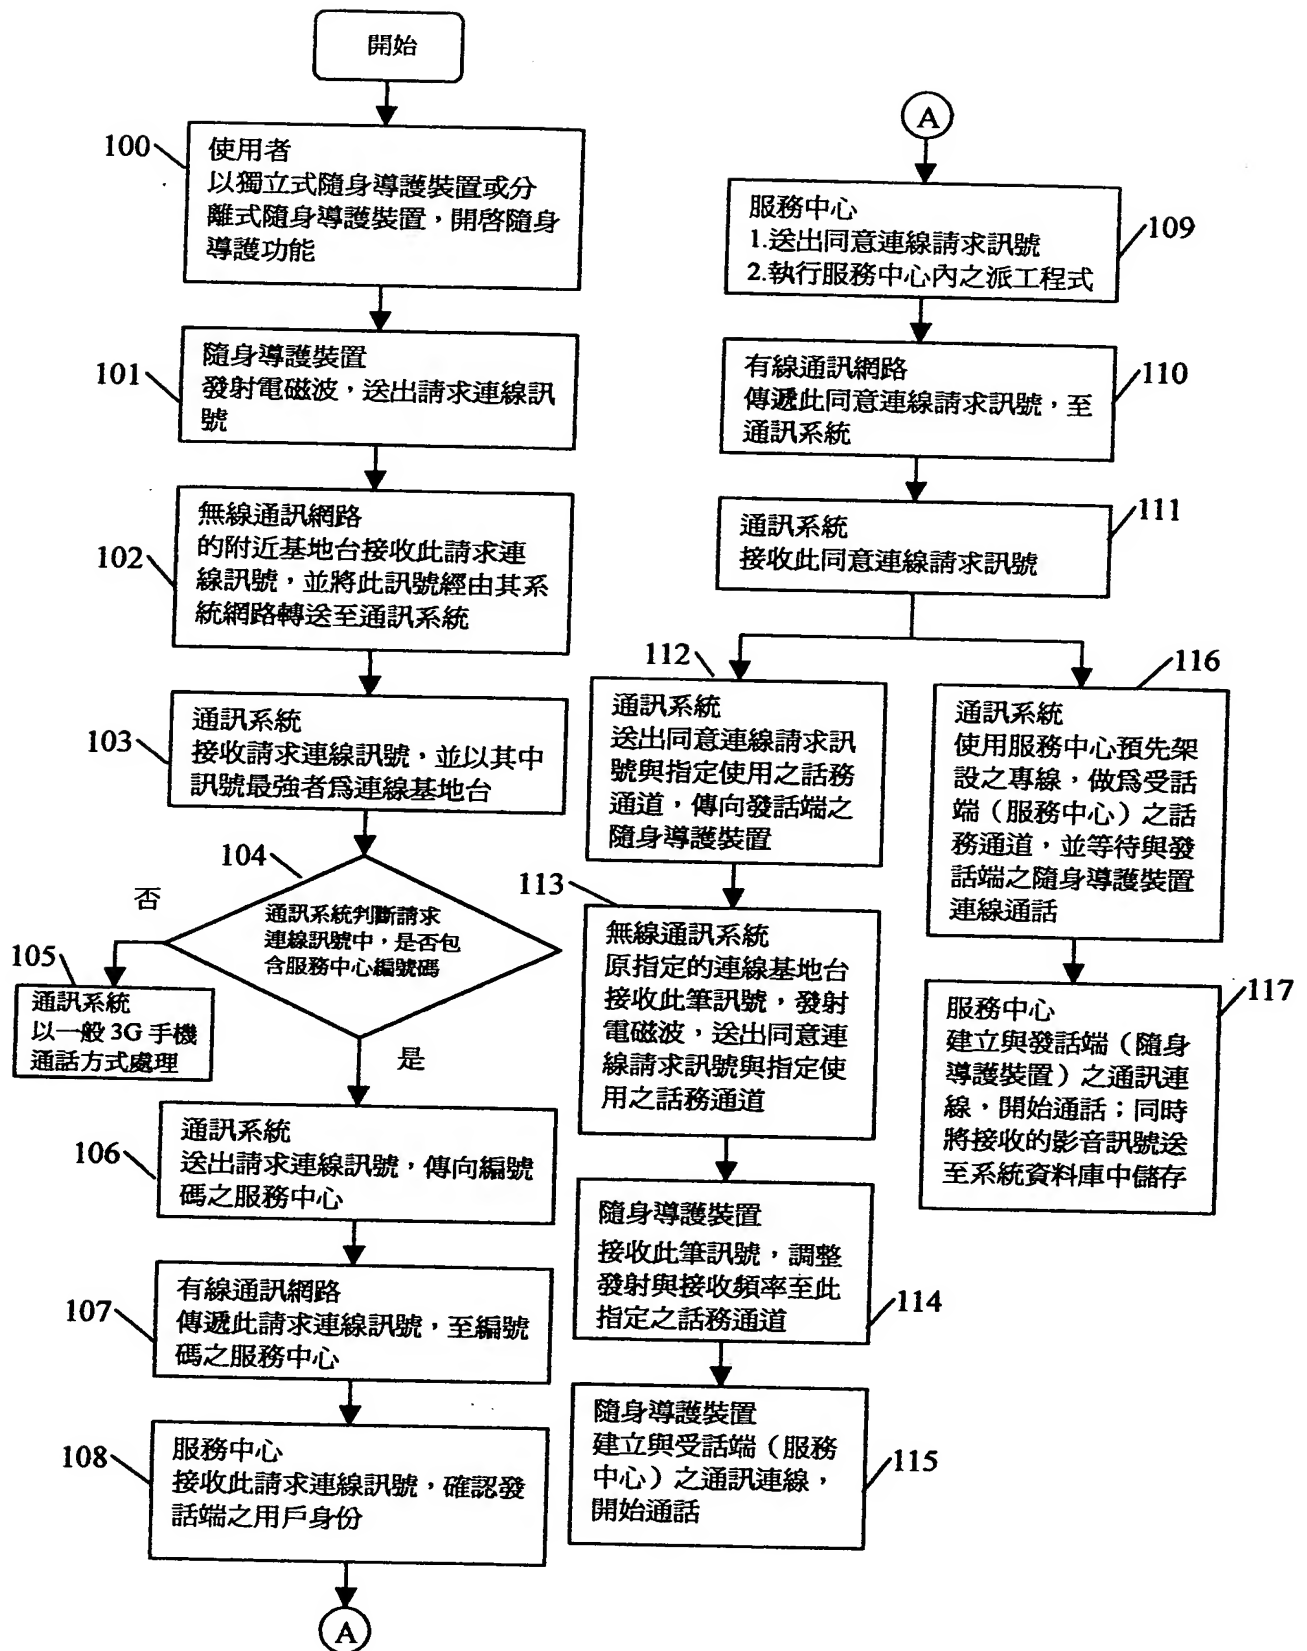 開始
100
使用者
以獨立式隨身導護裝置或分
離式隨身導護裝置，開啓隨身
導護功能
101
隨身導護裝置
發射電磁波，送出請求連線訊
號
102
無線通訊網路
的附近基地台接收此請求連
線訊號，並將此訊號經由其系
統網路轉送至通訊系統
103
通訊系統
接收請求連線訊號，並以其中
訊號最強者爲連線基地台
104
通訊系統判斷請求
連線訊號中，是否包
含服務中心編號碼
否
105
通訊系統
以一般 3G 手機
通話方式處理
是
106
通訊系統
送出請求連線訊號，傳向編號
碼之服務中心
107
有線通訊網路
傳遞此請求連線訊號，至編號
碼之服務中心
108
服務中心
接收此請求連線訊號，確認發
話端之用戶身份
A
A
109
服務中心
1.送出同意連線請求訊號
2.執行服務中心內之派工程式
110
有線通訊網路
傳遞此同意連線請求訊號，至
通訊系統
111
通訊系統
接收此同意連線請求訊號
112
通訊系統
送出同意連線請求訊
號與指定使用之話務
通道，傳向發話端之
隨身導護裝置
113
無線通訊系統
原指定的連線基地台
接收此筆訊號，發射
電磁波，送出同意連
線請求訊號與指定使
用之話務通道
114
隨身導護裝置
接收此筆訊號，調整
發射與接收頻率至此
指定之話務通道
115
隨身導護裝置
建立與受話端（服務
中心）之通訊連線，
開始通話
116
通訊系統
使用服務中心預先架
設之專線，做爲受話
端（服務中心）之話
務通道，並等待與發
話端之隨身導護裝置
連線通話
117
服務中心
建立與發話端（隨身
導護裝置）之通訊連
線，開始通話；同時
將接收的影音訊號送
至系統資料庫中儲存